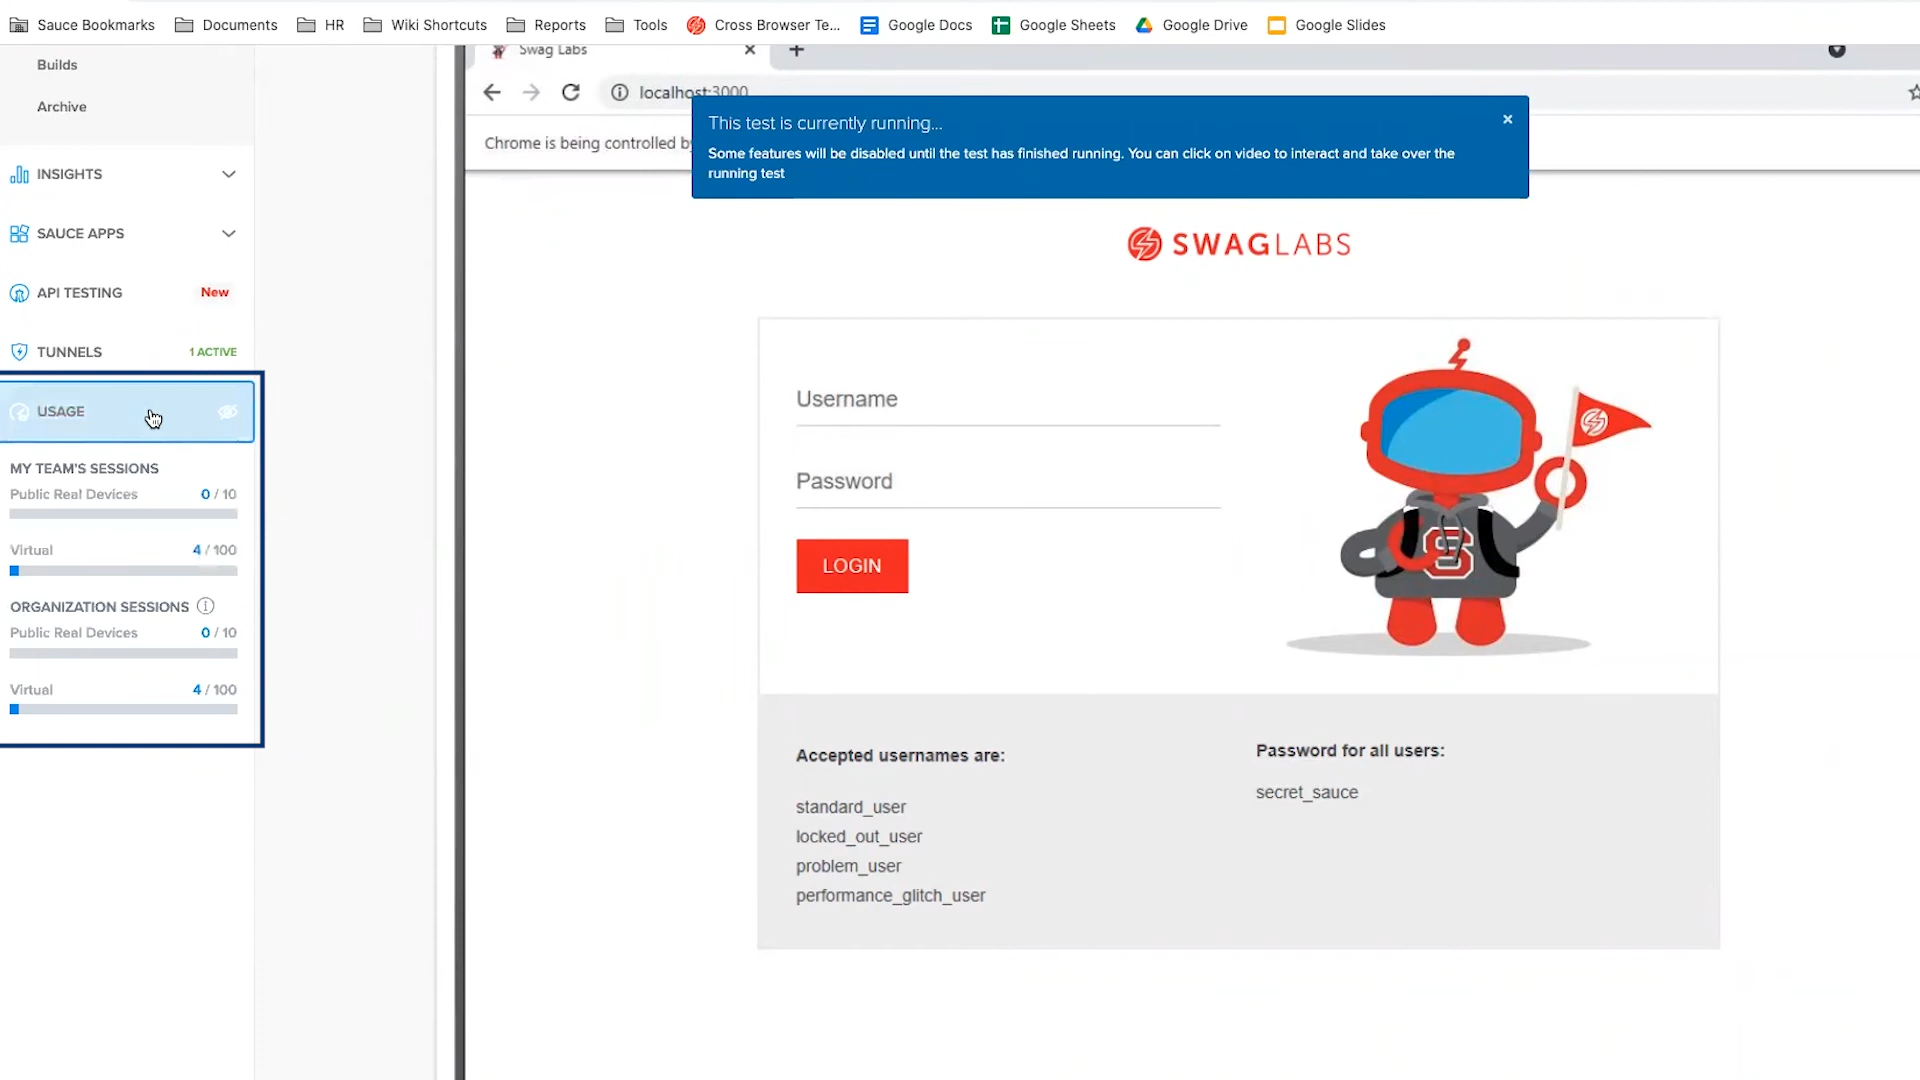 Sauce Bookmarks Documents HR Wiki Shortcuts Reports Tools Cross Browser Te... Google Docs Google Sheets Google Drive Google Slides
Builds
Archive
INSIGHTS
SAUCE APPS
API TESTING New
TUNNELS 1 ACTIVE
USAGE
MY TEAM'S SESSIONS
Public Real Devices 0 / 10
Virtual 4 / 100
ORGANIZATION SESSIONS
Public Real Devices 0 / 10
Virtual 4 / 100
Swag Labs
localhost:3000
Chrome is being controlled by
This test is currently running...
Some features will be disabled until the test has finished running. You can click on video to interact and take over the
running test
SWAGLABS
Username
Password
LOGIN
S
Accepted usernames are:
standard_user
locked_out_user
problem_user
performance_glitch_user
Password for all users:
secret_sauce